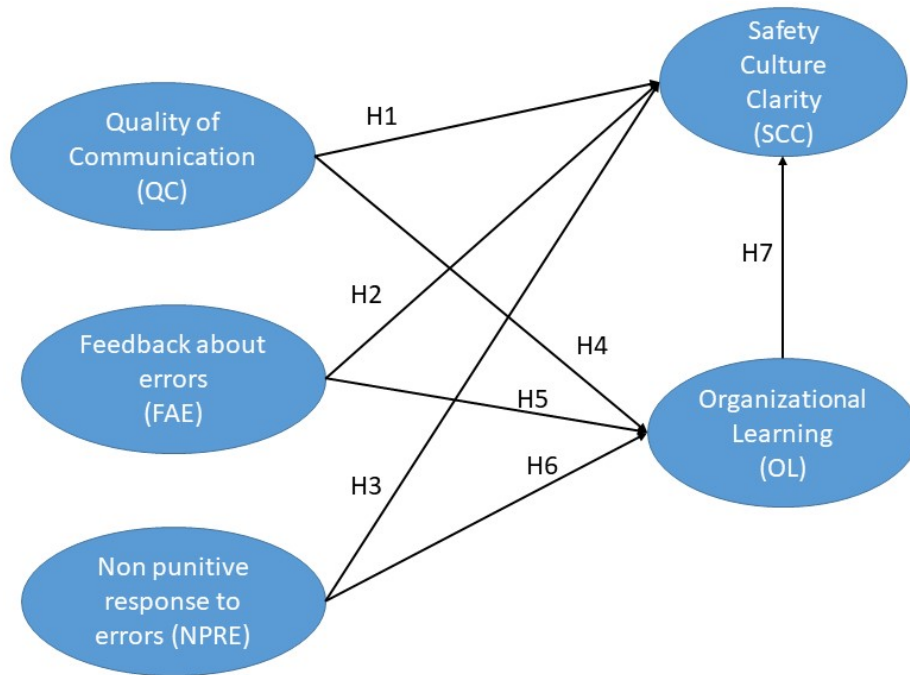 Safety
Culture
Clarity
(SCC)
Quality of
Communication
(QC)
H1
H7
H2
Feedback about
errors
(FAE)
H4
H5
Organizational
Learning
(OL)
H3
H6
Non punitive
response to
errors (NPRE)